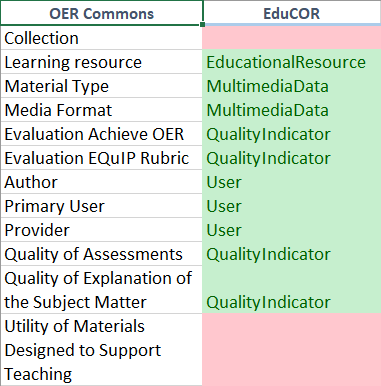 OER Commons EduCOR
Collection
Learning resource EducationalResource
Material Type MultimediaData
Media Format MultimediaData
Evaluation Achieve OER QualityIndicator
Evaluation EQuIP Rubric QualityIndicator
Author User
Primary User User
Provider User
Quality of Assessments QualityIndicator
Quality of Explanation of
the Subject Matter QualityIndicator
Utility of Materials
Designed to Support
Teaching